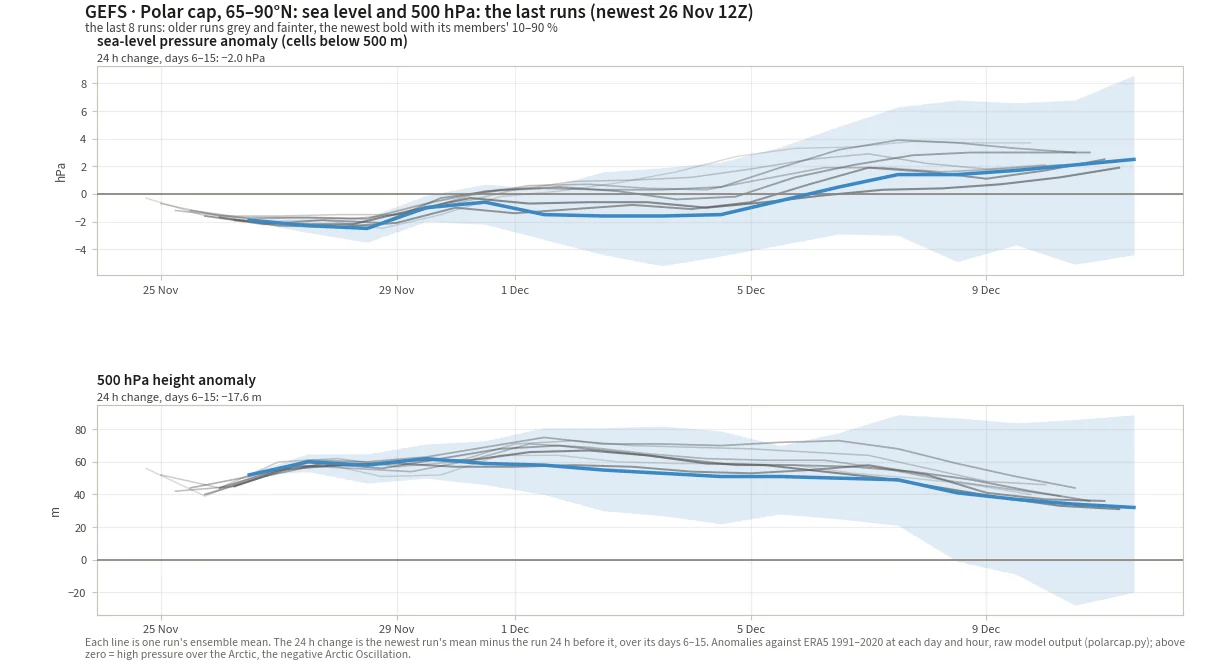 GEFS · Polar cap, 65–90°N: sea level and 500 hPa: the last runs (newest 26 Nov 12Z)
the last 8 runs: older runs grey and fainter, the newest bold with its members' 10–90 %
sea-level pressure anomaly (cells below 500 m)
24 h change, days 6–15: −2.0 hPa
8
6
4
2
0
−2
−4
hPa
25 Nov
29 Nov
1 Dec
5 Dec
9 Dec
500 hPa height anomaly
24 h change, days 6–15: −17.6 m
80
60
40
20
0
−20
m
25 Nov
29 Nov
1 Dec
5 Dec
9 Dec
Each line is one run's ensemble mean. The 24 h change is the newest run's mean minus the run 24 h before it, over its days 6–15. Anomalies against ERA5 1991–2020 at each day and hour, raw model output (polarcap.py); above
zero = high pressure over the Arctic, the negative Arctic Oscillation.